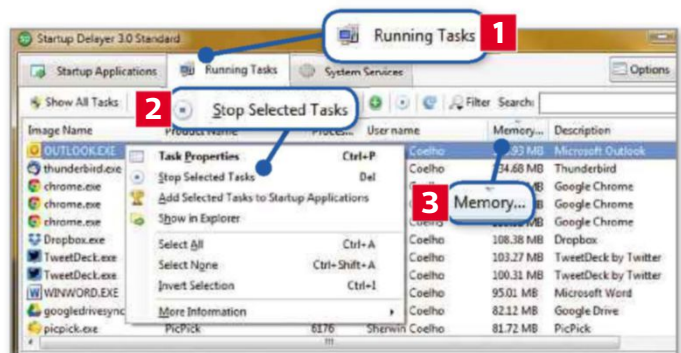 Startup Delayer 3.0 Standard
Running Tasks 1
Startup Applications Running Tasks System Services Options
Show All Tasks 2 Stop Selected Tasks Filter Search:
Image Name Product Name Proces... User name Memory... Description
OUTLOOK.EXE Coelho Microsoft Outlook
thunderbird.exe Coelho Thunderbird
chrome.exe Google Chrome
chrome.exe Google Chrome
chrome.exe Coelho Google Chrome
Dropbox.exe Coelho 108.38 MB Dropbox
TweetDeck.exe Coelho 103.27 MB TweetDeck by Twitter
TweetDeck.exe Coelho 100.31 MB TweetDeck by Twitter
WINWORD.EXE Coelho 95.01 MB Microsoft Word
googledrivesync Coelho 82.12 MB Google Drive
picpick.exe PicPick 6176 Sherwin Coelho 81.72 MB PicPick
Task Properties Ctrl+P
Stop Selected Tasks Del
Add Selected Tasks to Startup Applications
Show in Explorer
Select All Ctrl+A
Select None Ctrl+Shift+A
Invert Selection Ctrl+I
More Information
3 Memory...